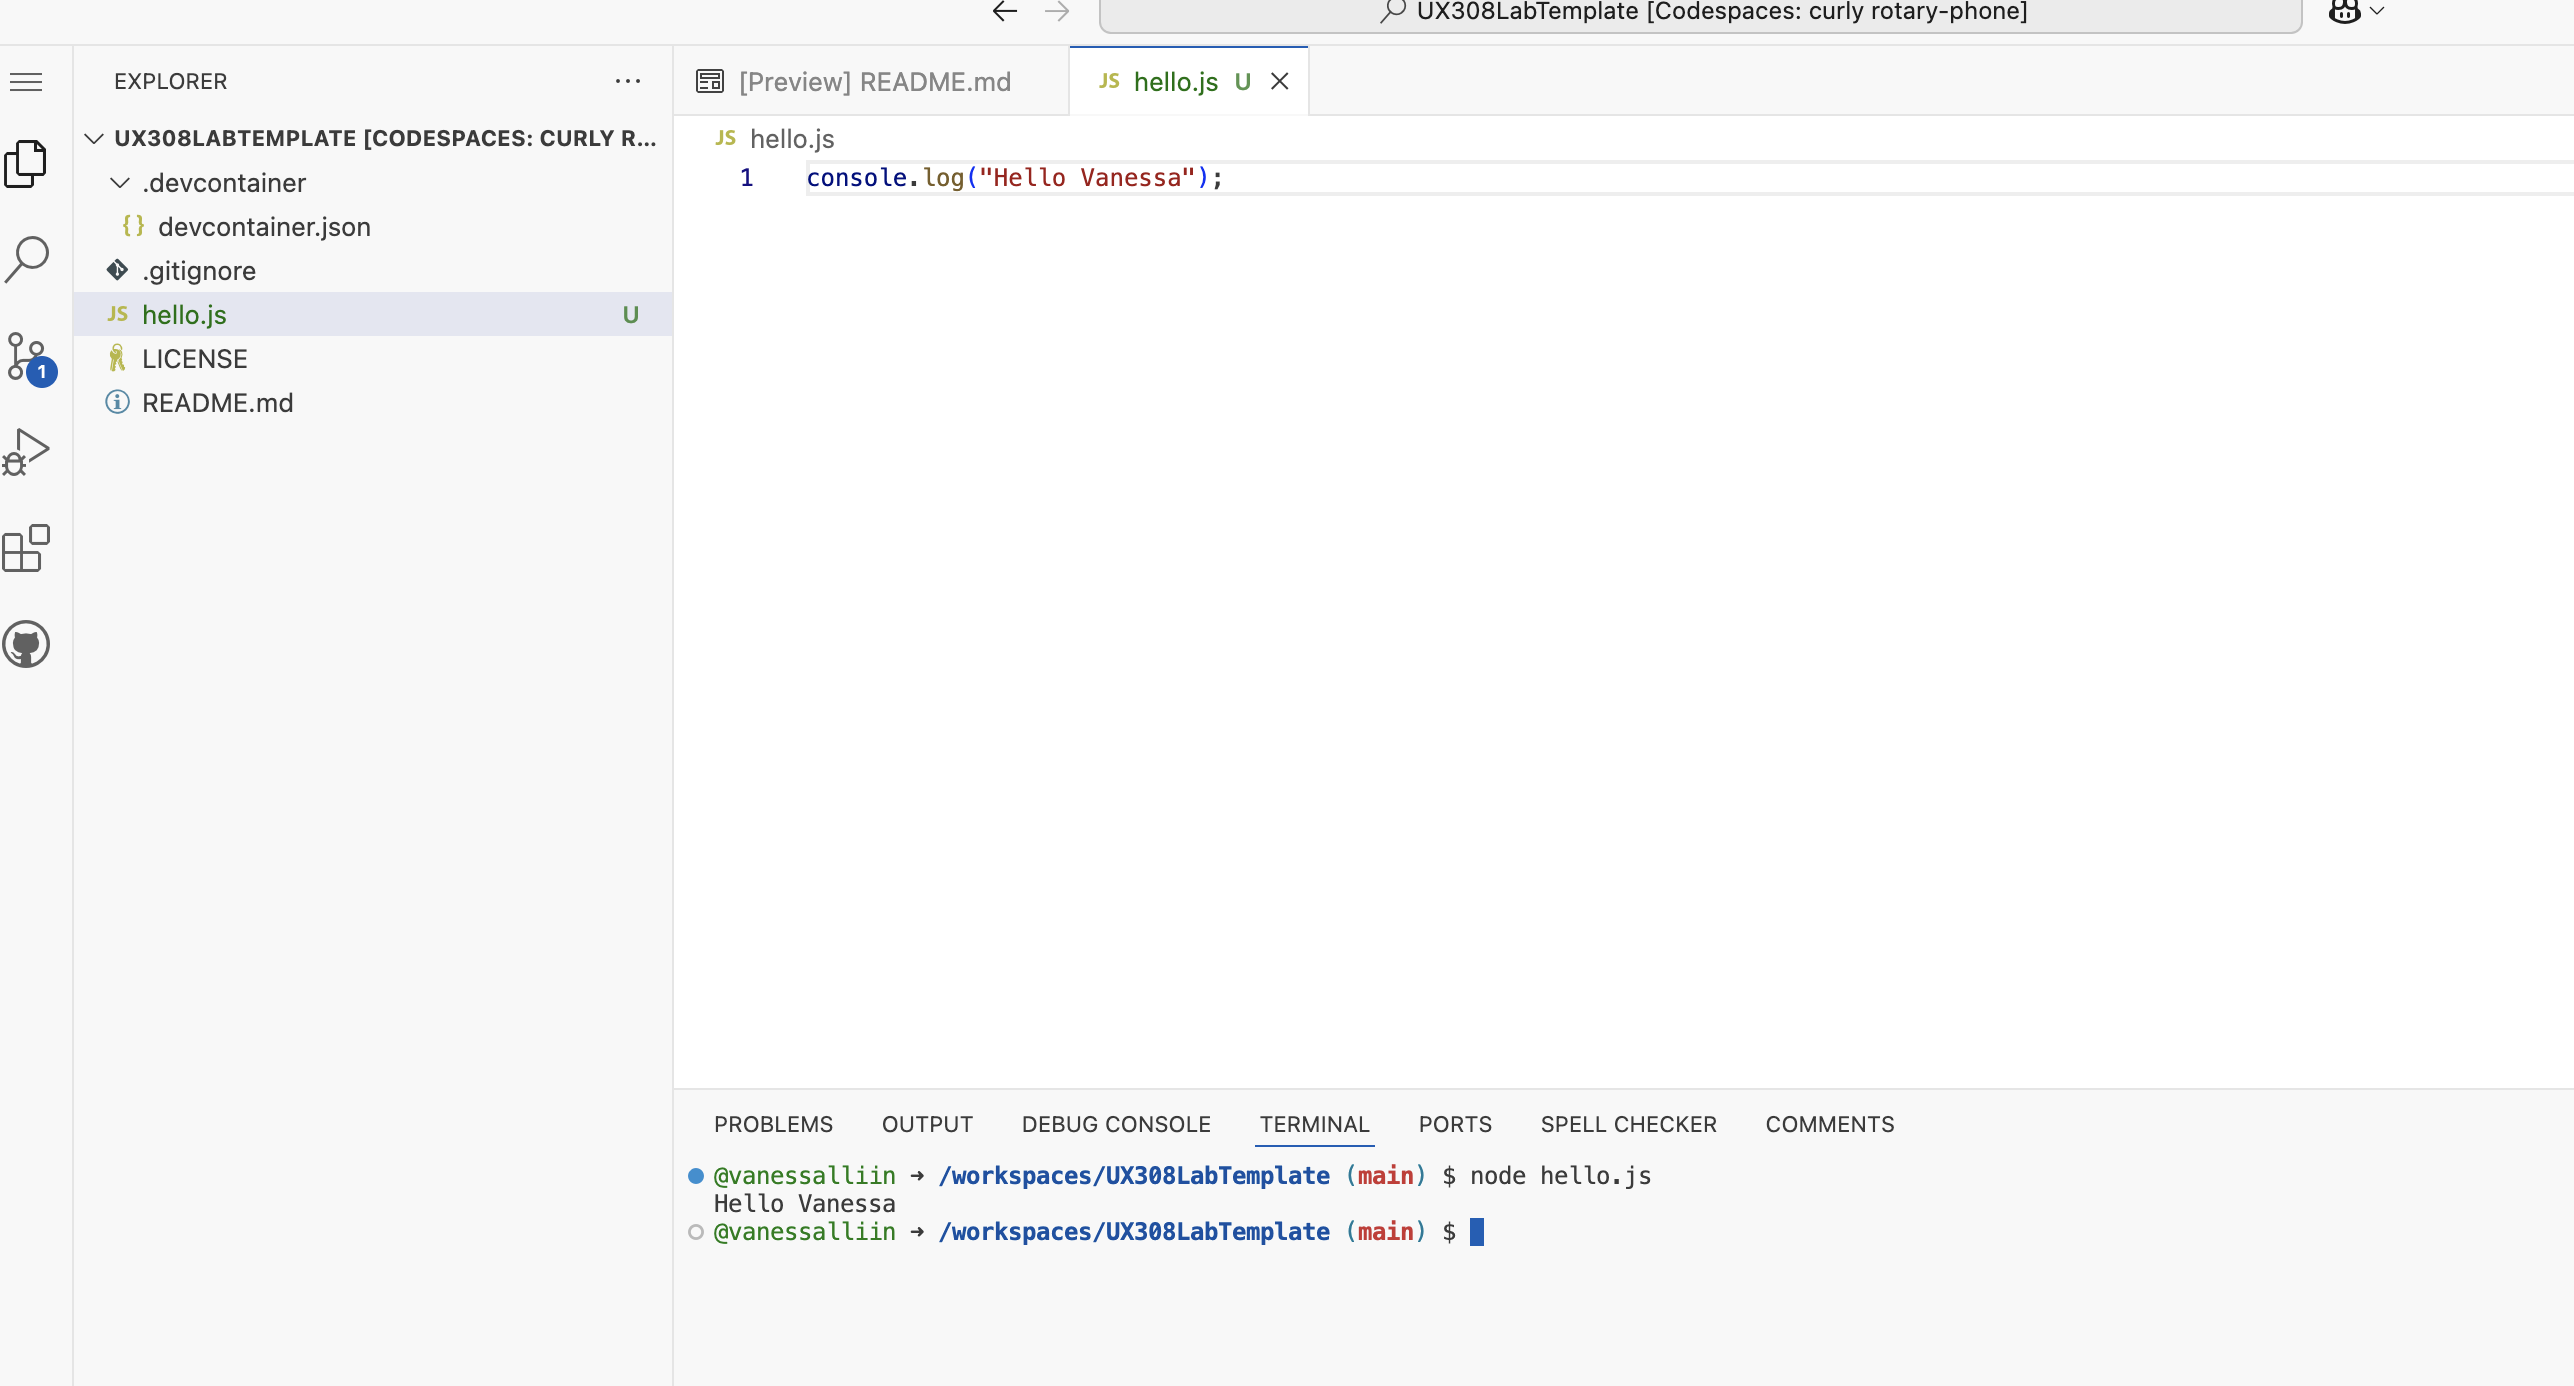 UX308LabTemplate [Codespaces: curly rotary-phone]
EXPLORER
UX308LABTEMPLATE [CODESPACES: CURLY R...
.devcontainer
{} devcontainer.json
.gitignore
JS hello.js U
LICENSE
README.md
1
[Preview] README.md
JS hello.js U
JS hello.js
1 console.log("Hello Vanessa");
PROBLEMS OUTPUT DEBUG CONSOLE TERMINAL PORTS SPELL CHECKER COMMENTS
@vanessalliin → /workspaces/UX308LabTemplate (main) $ node hello.js
Hello Vanessa
@vanessalliin → /workspaces/UX308LabTemplate (main) $